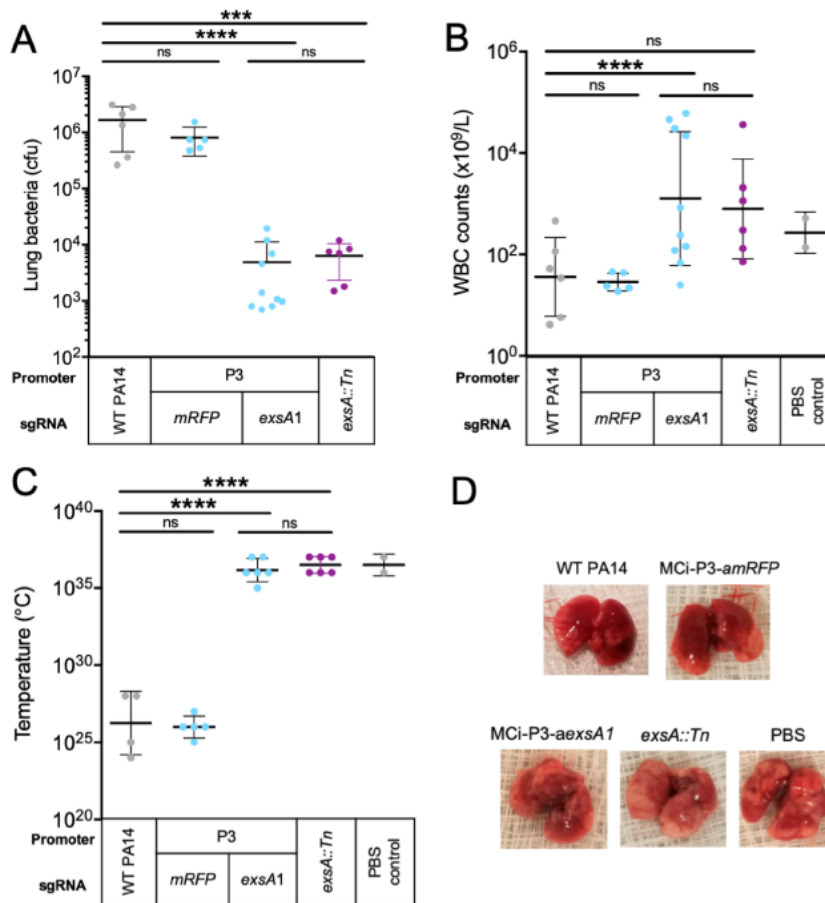 A
***
****
ns
ns
Lung bacteria (cfu)
10^7
10^6
10^5
10^4
10^3
10^2
Promoter
sgRNA
WT PA14
P3
mRFP
exsA1
exsA::Tn
B
ns
****
ns
ns
WBC counts (x10^9/L)
10^6
10^4
10^2
10^0
Promoter
sgRNA
WT PA14
P3
mRFP
exsA1
exsA::Tn
PBS control
C
****
****
ns
ns
Temperature (°C)
10^40
10^35
10^30
10^25
10^20
Promoter
sgRNA
WT PA14
P3
mRFP
exsA1
exsA::Tn
PBS control
D
WT PA14
MCi-P3-amRFP
MCi-P3-aexsA1
exsA::Tn
PBS